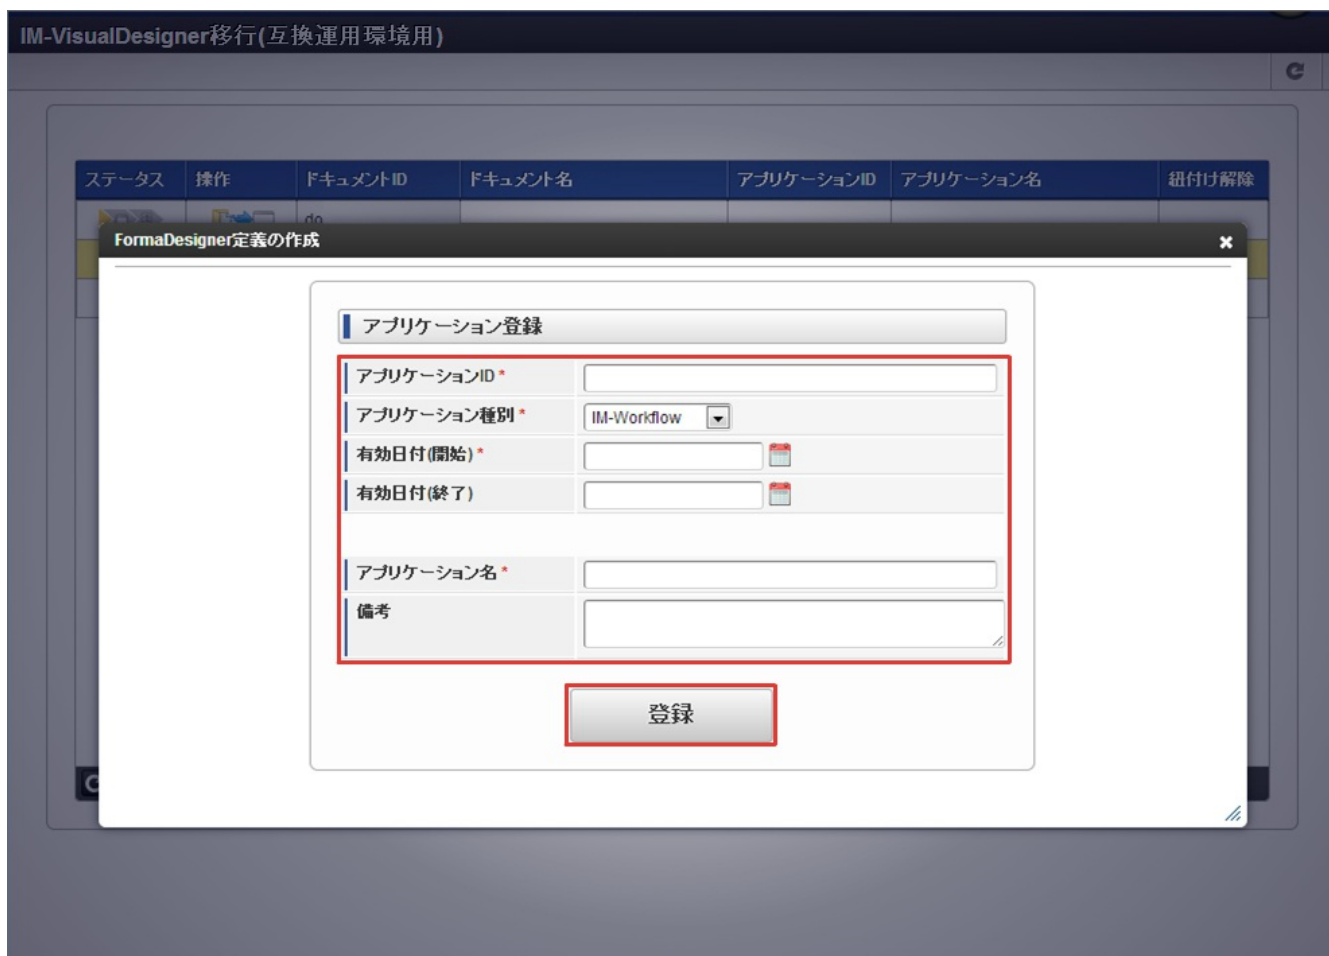 IM-VisualDesigner移行(互換運用環境用)
ステータス 操作 ドキュメントID ドキュメント名 アプリケーションID アプリケーション名 紐付け解除
do
FormaDesigner定義の作成
アプリケーション登録
アプリケーションID *
アプリケーション種別 * IM-Workflow
有効日付(開始) *
有効日付(終了)
アプリケーション名 *
備考
登録